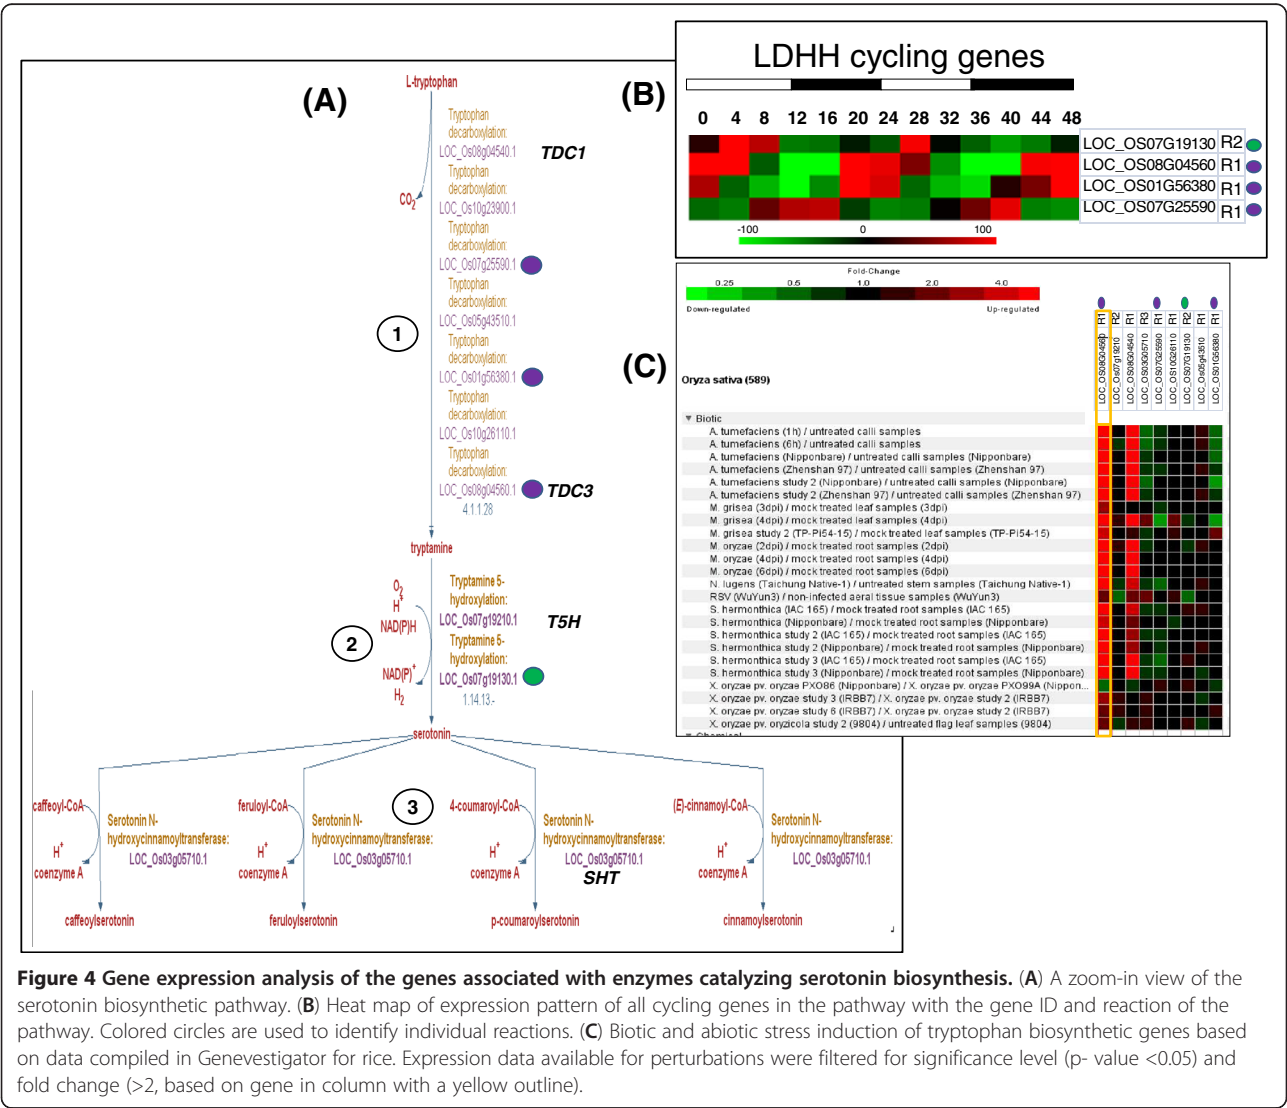 (A)
L-tryptophan
Tryptophan
decarboxylation:
LOC_Os08g04540.1
TDC1
Tryptophan
decarboxylation:
LOC_Os10g23900.1
CO2
Tryptophan
decarboxylation:
LOC_Os07g25590.1
Tryptophan
decarboxylation:
LOC_Os05g43510.1
1
Tryptophan
decarboxylation:
LOC_Os01g56380.1
Tryptophan
decarboxylation:
LOC_Os10g26110.1
Tryptophan
decarboxylation:
LOC_Os08g04560.1
TDC3
4.1.1.28
tryptamine
O2
H+
NAD(P)H
Tryptamine 5-
hydroxylation:
LOC_Os07g19210.1
T5H
2
Tryptamine 5-
hydroxylation:
LOC_Os07g19130.1
NAD(P)+
H2
1.14.13.-
serotonin
3
caffeoyl-CoA
Serotonin N-
hydroxycinnamoyltransferase:
LOC_Os03g05710.1
H+
coenzyme A
caffeoylserotonin
feruloyl-CoA
Serotonin N-
hydroxycinnamoyltransferase:
LOC_Os03g05710.1
H+
coenzyme A
feruloylserotonin
4-coumaroyl-CoA
Serotonin N-
hydroxycinnamoyltransferase:
LOC_Os03g05710.1
SHT
H+
coenzyme A
p-coumaroylserotonin
(E)-cinnamoyl-CoA
Serotonin N-
hydroxycinnamoyltransferase:
LOC_Os03g05710.1
H+
coenzyme A
cinnamoylserotonin
(B)
LDHH cycling genes
0 4 8 12 16 20 24 28 32 36 40 44 48
LOC_OS07G19130 R2
LOC_OS08G04560 R1
LOC_OS01G56380 R1
LOC_OS07G25590 R1
-100 0 100
(C)
Fold-Change
0.25 0.5 1.0 2.0 4.0
Down-regulated Up-regulated
Oryza sativa (589)
LOC_OS08G04560 R1
LOC_Os07g19210 R2
LOC_OS08G04540 R1
LOC_OS03G05710 R3
LOC_OS07G25590 R1
LOC_OS10G26110 R1
LOC_OS07G19130 R2
LOC_Os05g43510 R1
LOC_OS01G56380 R1
▼ Biotic
A. tumefaciens (1h) / untreated calli samples
A. tumefaciens (6h) / untreated calli samples
A. tumefaciens (Nipponbare) / untreated calli samples (Nipponbare)
A. tumefaciens (Zhenshan 97) / untreated calli samples (Zhenshan 97)
A. tumefaciens study 2 (Nipponbare) / untreated calli samples (Nipponbare)
A. tumefaciens study 2 (Zhenshan 97) / untreated calli samples (Zhenshan 97)
M. grisea (3dpi) / mock treated leaf samples (3dpi)
M. grisea (4dpi) / mock treated leaf samples (4dpi)
M. grisea study 2 (TP-Pi54-15) / mock treated leaf samples (TP-Pi54-15)
M. oryzae (2dpi) / mock treated root samples (2dpi)
M. oryzae (4dpi) / mock treated root samples (4dpi)
M. oryzae (6dpi) / mock treated root samples (6dpi)
N. lugens (Taichung Native-1) / untreated stem samples (Taichung Native-1)
RSV (WuYun3) / non-infected aeral tissue samples (WuYun3)
S. hermonthica (IAC 165) / mock treated root samples (IAC 165)
S. hermonthica (Nipponbare) / mock treated root samples (Nipponbare)
S. hermonthica study 2 (IAC 165) / mock treated root samples (IAC 165)
S. hermonthica study 2 (Nipponbare) / mock treated root samples (Nipponbare)
S. hermonthica study 3 (IAC 165) / mock treated root samples (IAC 165)
S. hermonthica study 3 (Nipponbare) / mock treated root samples (Nipponbare)
X. oryzae pv. oryzae PXO86 (Nipponbare) / X. oryzae pv. oryzae PXO99A (Nippon...
X. oryzae pv. oryzae study 3 (IRBB7) / X. oryzae pv. oryzae study 2 (IRBB7)
X. oryzae pv. oryzae study 6 (IRBB7) / X. oryzae pv. oryzae study 2 (IRBB7)
X. oryzae pv. oryzicola study 2 (9804) / untreated flag leaf samples (9804)
Figure 4 Gene expression analysis of the genes associated with enzymes catalyzing serotonin biosynthesis. (A) A zoom-in view of the
serotonin biosynthetic pathway. (B) Heat map of expression pattern of all cycling genes in the pathway with the gene ID and reaction of the
pathway. Colored circles are used to identify individual reactions. (C) Biotic and abiotic stress induction of tryptophan biosynthetic genes based
on data compiled in Genevestigator for rice. Expression data available for perturbations were filtered for significance level (p- value <0.05) and
fold change (>2, based on gene in column with a yellow outline).